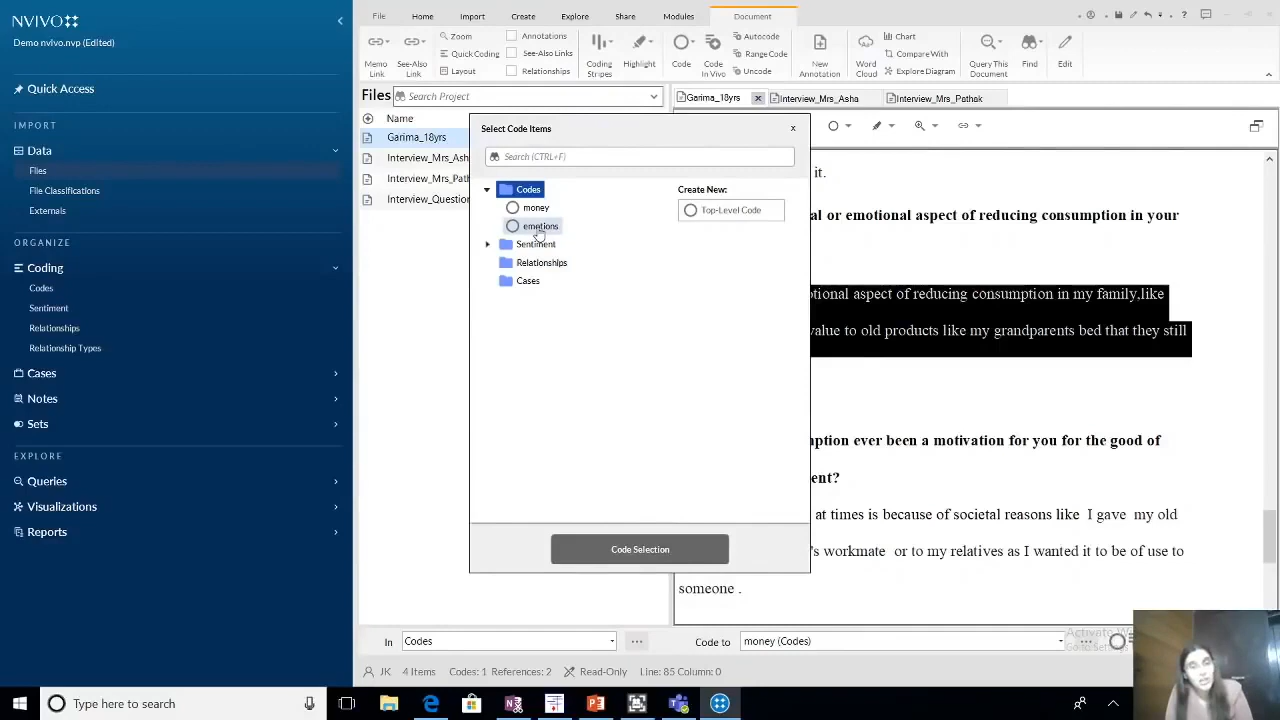 NVIVO
Demo nvivo.nvp (Edited)
Quick Access
IMPORT
Data
Files
File Classifications
Externals
ORGANIZE
Coding
Codes
Sentiment
Relationships
Relationship Types
Cases
Notes
Sets
EXPLORE
Queries
Visualizations
Reports
File Home Import Create Explore Share Modules Document
Memo Link
See-Also Link
Zoom
Quick Coding
Layout
Annotations
See-Also Links
Relationships
Coding Stripes
Highlight
Code
Code In Vivo
Autocode
Range Code
Uncode
New Annotation
Word Cloud
Chart
Compare With
Explore Diagram
Query This Document
Find
Edit
Files Search Project
Name
Garima_18yrs
Interview_Mrs_Ash
Interview_Mrs_Pat
Interview_Question
Garima_18yrs Interview_Mrs_Asha Interview_Mrs_Pathak
Select Code Items
x
Search (CTRL+F)
Codes
money
emotions
Sentiment
Relationships
Cases
Create New:
Top-Level Code
Code Selection
it.
al or emotional aspect of reducing consumption in your
otional aspect of reducing consumption in my family,like
value to old products like my grandparents bed that they still
ption ever been a motivation for you for the good of
ent?
at times is because of societal reasons like I gave my old
's workmate or to my relatives as I wanted it to be of use to
someone .
In Codes ... Code to money (Codes) ...
Activate W
Go to Settings
JK 4 Items Codes: 1 References: 2 Read-Only Line: 85 Column: 0
Type here to search